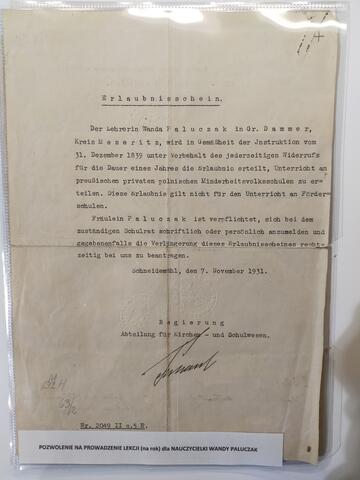 Erlaubnisschein.
Der Lehrerin Wanda Paluczak in Gr. Dammer,
Kreis Meseritz, wird in Gemäßheit der Jnstruktion vom
31. Dezember 1839 unter Vorbehalt des jederzeitigen Widerrufs
für die Dauer eines Jahres die Erlaubnis erteilt, Unterricht an
preußischen privaten polnischen Minderheitsvolksschulen zu er-
teilen. Diese Erlaubnis gilt nicht für den Unterricht an Förder-
schulen.
Fräulein Paluczak ist verpflichtet, sich bei dem
zuständigen Schulrat schriftlich oder persönlich anzumelden und
gegebenenfalls die Verlängerung dieses Erlaubnisscheines recht-
zeitig bei uns zu beantragen.
Schneidemühl, den 7. November 1931.
Regierung
Abteilung für Kirchen- und Schulwesen.
Nr. 2049 II
POZWOLENIE NA PROWADZENIE LEKCJI (na rok) dla NAUCZYCIELKI WANDY PALUCZAK